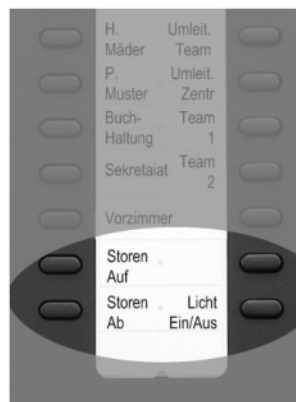 H. Umleit.
Mäder Team
P. Umleit.
Muster Zentr
Buch- Team
Haltung 1
Sekretaiat Team
2
Vorzimmer
Storen
Auf
Storen Licht
Ab Ein/Aus